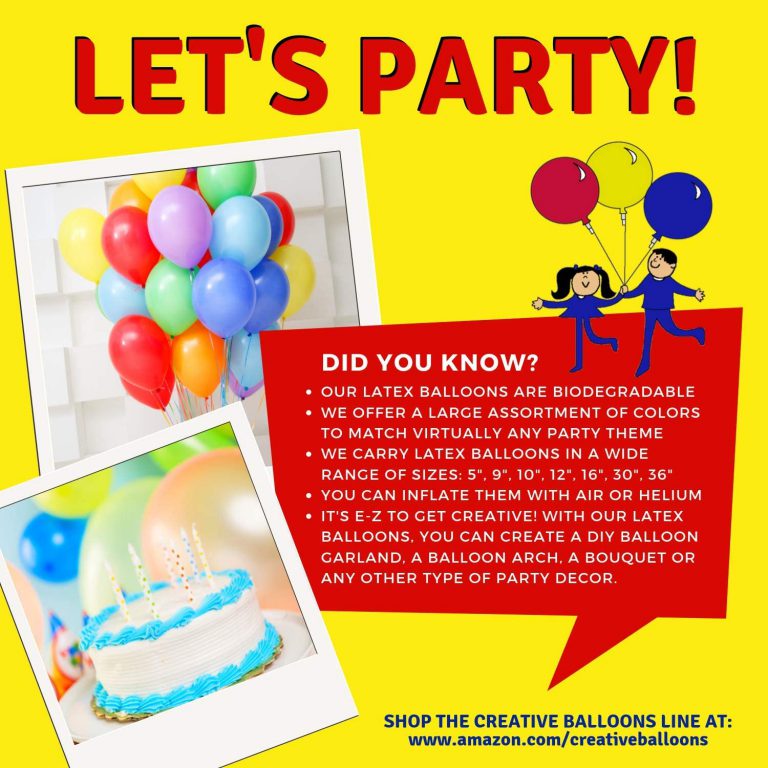 LET'S PARTY!
DID YOU KNOW?
• OUR LATEX BALLOONS ARE BIODEGRADABLE
• WE OFFER A LARGE ASSORTMENT OF COLORS
TO MATCH VIRTUALLY ANY PARTY THEME
• WE CARRY LATEX BALLOONS IN A WIDE
RANGE OF SIZES: 5", 9", 10", 12", 16", 30", 36"
• YOU CAN INFLATE THEM WITH AIR OR HELIUM
• IT'S E-Z TO GET CREATIVE! WITH OUR LATEX
BALLOONS, YOU CAN CREATE A DIY BALLOON
GARLAND, A BALLOON ARCH, A BOUQUET OR
ANY OTHER TYPE OF PARTY DECOR.
SHOP THE CREATIVE BALLOONS LINE AT:
www.amazon.com/creativeballoons